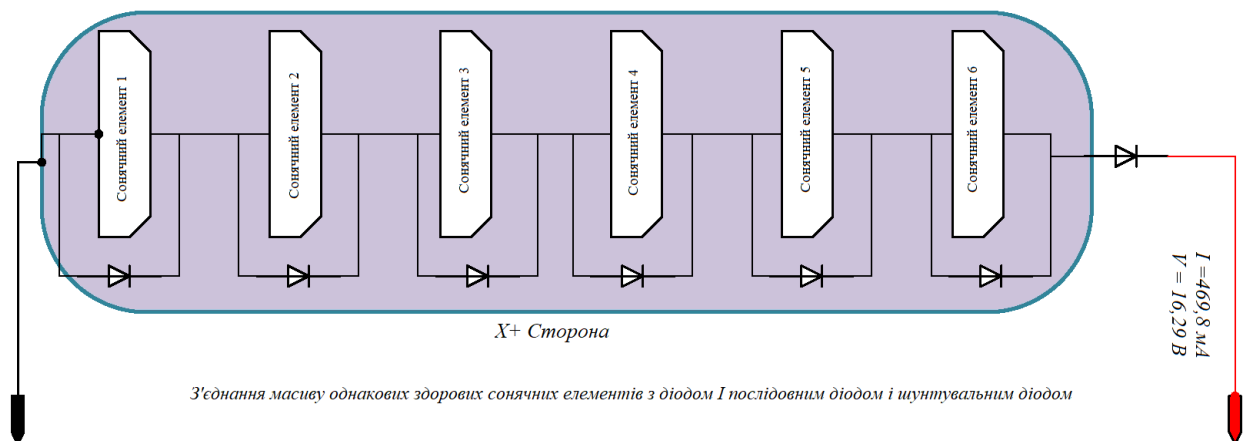 Сонячний елемент 1
Сонячний елемент 2
Сонячний елемент 3
Сонячний елемент 4
Сонячний елемент 5
Сонячний елемент 6
I =469,8 мА
V = 16,29 В
X+ Сторона
З'єднання масиву однакових здорових сонячних елементів з діодом I послідовним діодом і шунтувальним діодом